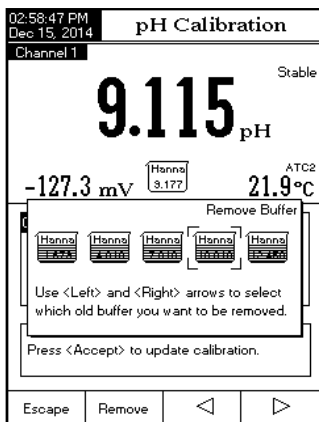 02:58:47 PM
Dec 15, 2014
pH Calibration
Channel 1
Stable
9.115 pH
-127.3 mV
Hanna
9.177
ATC2
21.9°C
Remove Buffer
Hanna Hanna Hanna Hanna Hanna
Use <Left> and <Right> arrows to select
which old buffer you want to be removed.
Press <Accept> to update calibration.
Escape Remove